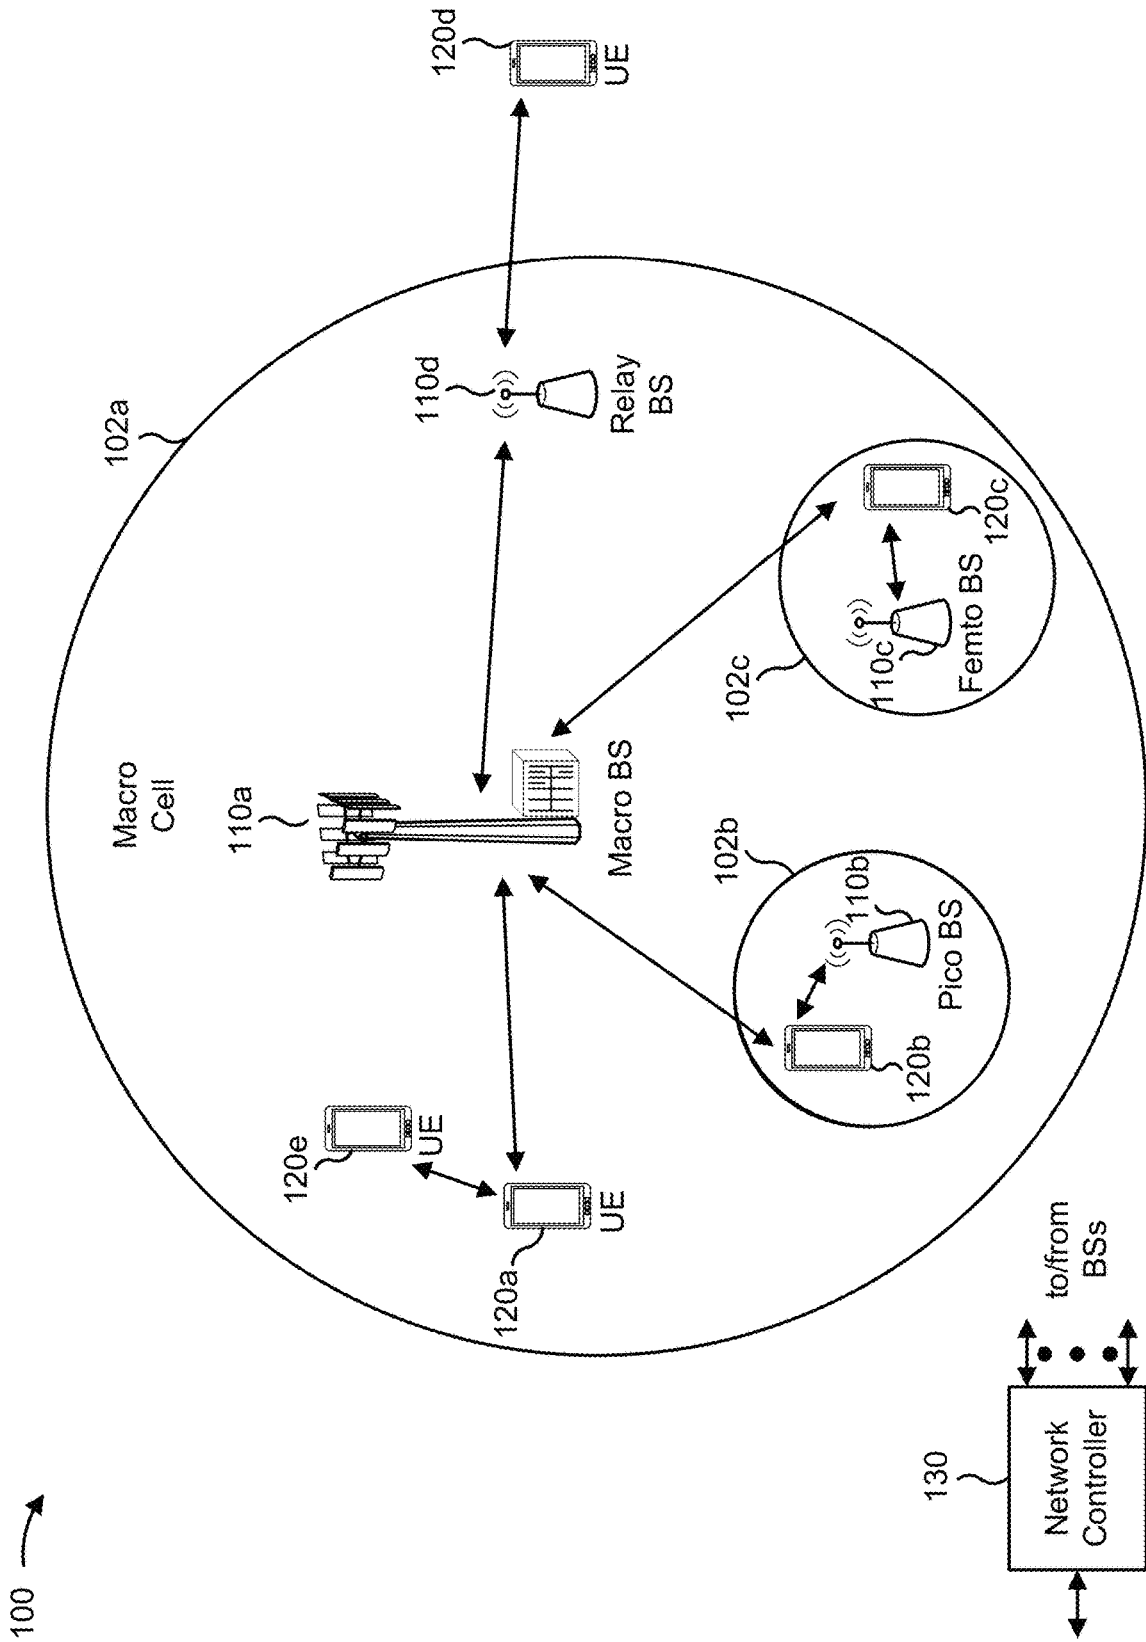 100
102a
Macro
Cell
110a
120d
UE
110d
Relay
BS
120e
UE
120a
UE
Macro BS
102b
110b
Pico BS
120b
102c
110c
Femto BS
120c
130
Network
Controller
to/from
BSs